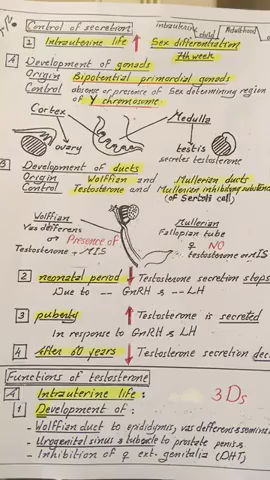 Control of secretion
intrauterine
child
Adulthood
1 Intrauterine life ↑ Sex differentiation
7th week
A Development of gonads
Origin Bipotential primordial gonads
Control absence or presence of Sex determining region
of Y chromosome
Cortex Medulla
ovary testis
secretes testosterone
B Development of ducts
Origin Wolffian and Mullerian ducts
Control Testosterone and Mullerian inhibiting substance
(of Sertoli cell)
Wolffian Mullerian
Vas deferens Fallopian tube
♂ Presence of ♀ NO
Testosterone + MIS testosterone or MIS
2 neonatal period ↓ Testosterone secretion stops
Due to -- GnRH & -- LH
3 puberty ↑ Testosterone is secreted
In response to GnRH & LH
4 After 60 years ↓ Testosterone secretion dec
Functions of testosterone
A Intrauterine life : 3 Ds
1 Development of :
- Wolffian duct to epididymis, vas deferens & semina
- Urogenital sinus & tubercle to prostate penis &
- Inhibition of ♀ ext. genitalia (DHT)